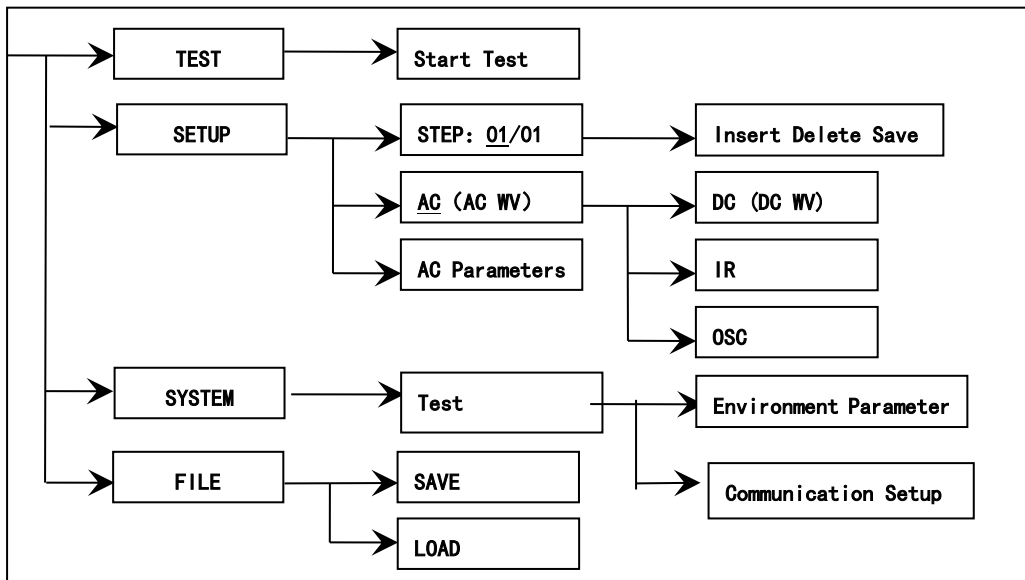 TEST
Start Test
SETUP
STEP: 01/01
Insert Delete Save
AC (AC WV)
DC (DC WV)
AC Parameters
IR
OSC
SYSTEM
Test
Environment Parameter
FILE
SAVE
Communication Setup
LOAD